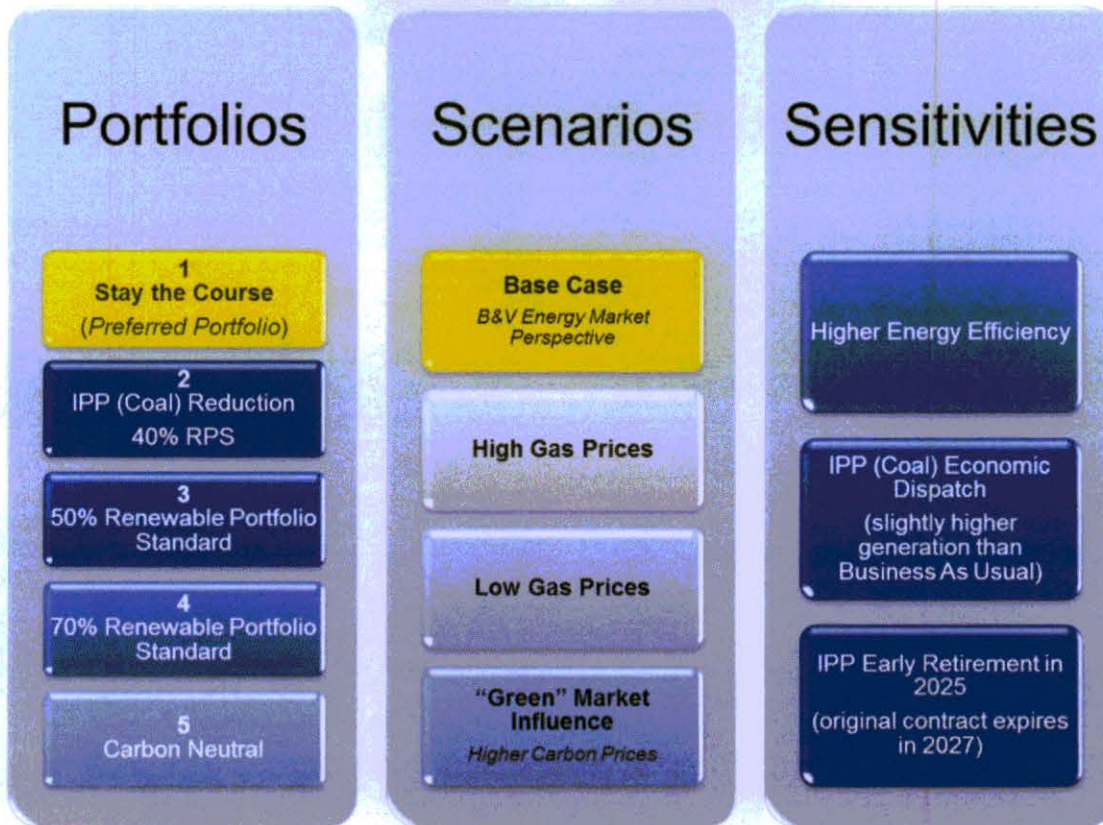 Portfolios
1
Stay the Course
(Preferred Portfolio)
2
IPP (Coal) Reduction
40% RPS
3
50% Renewable Portfolio
Standard
4
70% Renewable Portfolio
Standard
5
Carbon Neutral
Scenarios
Base Case
B&V Energy Market
Perspective
High Gas Prices
Low Gas Prices
"Green" Market
Influence
Higher Carbon Prices
Sensitivities
Higher Energy Efficiency
IPP (Coal) Economic
Dispatch
(slightly higher
generation than
Business As Usual)
IPP Early Retirement in
2025
(original contract expires
in 2027)